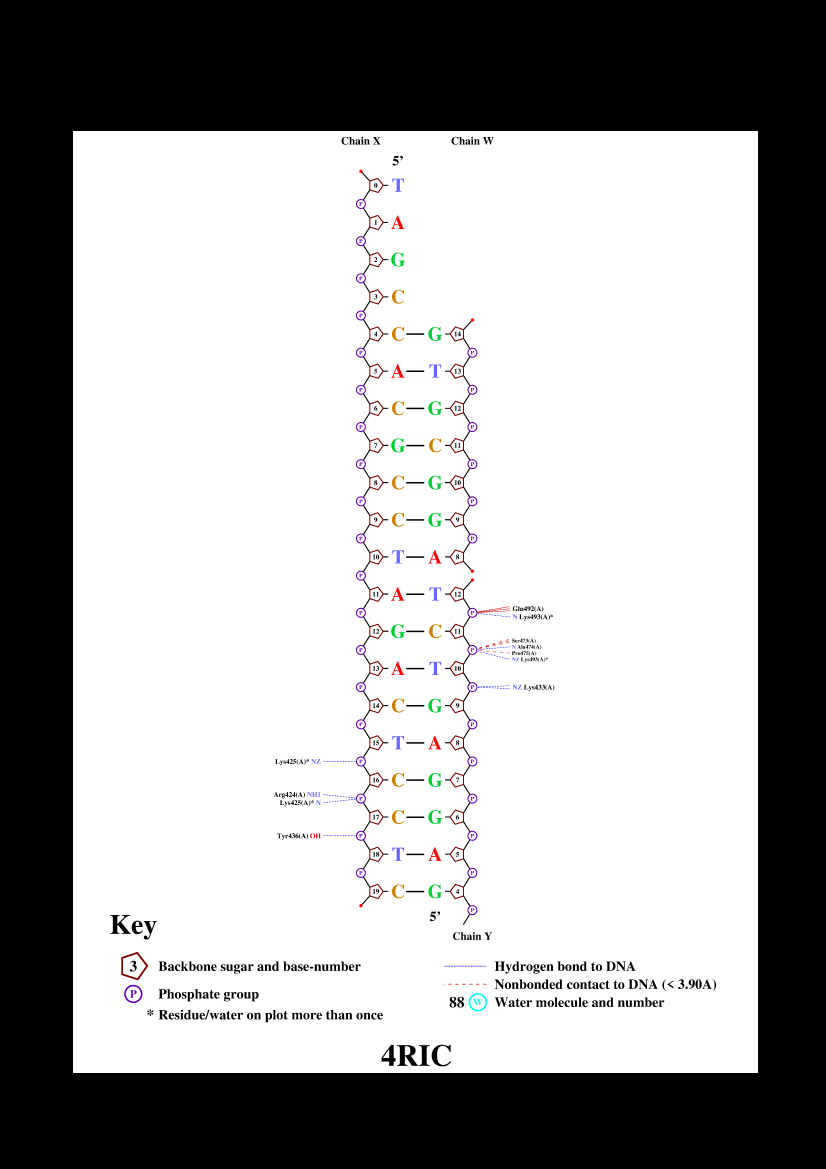 Chain X Chain W
5’
0 T
P
1 A
P
2 G
P
3 C
P
4 C G 14
P P
5 A T 13
P P
6 C G 12
P P
7 G C 11
P P
8 C G 10
P P
9 C G 9
P P
10 T A 8
P
11 A T 12
Gln492(A)
P P
N Lys493(A)*
12 G C 11
Ser473(A)
N Ala474(A)
P P
Pro475(A)
NZ Lys493(A)*
13 A T 10
P P NZ Lys433(A)
14 C G 9
P P
15 T A 8
Lys425(A)* NZ P P
16 C G 7
Arg424(A) NH1
P P
Lys425(A)* N
17 C G 6
Tyr436(A) OH P P
18 T A 5
P P
19 C G 4
P
5’
Key
Chain Y
3 Backbone sugar and base-number
Hydrogen bond to DNA
Nonbonded contact to DNA (< 3.90A)
P Phosphate group
88 W Water molecule and number
* Residue/water on plot more than once
4RIC